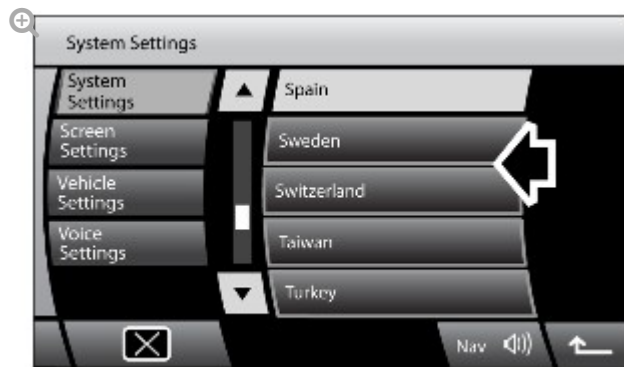 System Settings
System
Settings
Screen
Settings
Vehicle
Settings
Voice
Settings
Spain
Sweden
Switzerland
Taiwan
Turkey
Nav